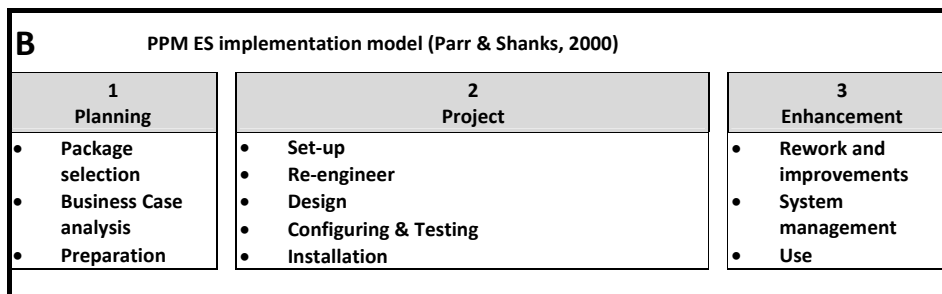 B
PPM ES implementation model (Parr & Shanks, 2000)
1
Planning
• Package
selection
• Business Case
analysis
• Preparation
2
Project
• Set-up
• Re-engineer
• Design
• Configuring & Testing
• Installation
3
Enhancement
• Rework and
improvements
• System
management
• Use